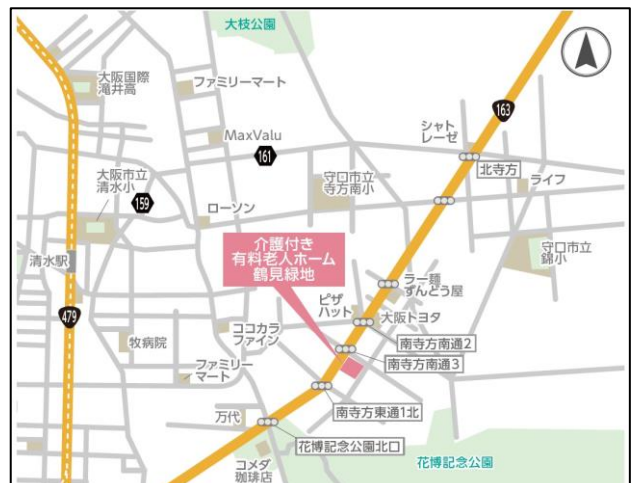 大枝公園
大阪国際
滝井高
ファミリーマート
163
シャト
レーゼ
MaxValu
161
北寺方
大阪市立
清水小
守口市立
寺方南小
ライフ
159
ローソン
介護付き
有料老人ホーム
鶴見緑地
守口市立
錦小
清水駅
ラー麺
ずんどう屋
ピザ
ハット
大阪トヨタ
479
ココカラ
ファイン
南寺方南通2
牧病院
南寺方南通3
ファミリー
マート
南寺方東通1北
万代
花博記念公園北口
コメダ
珈琲店
花博記念公園